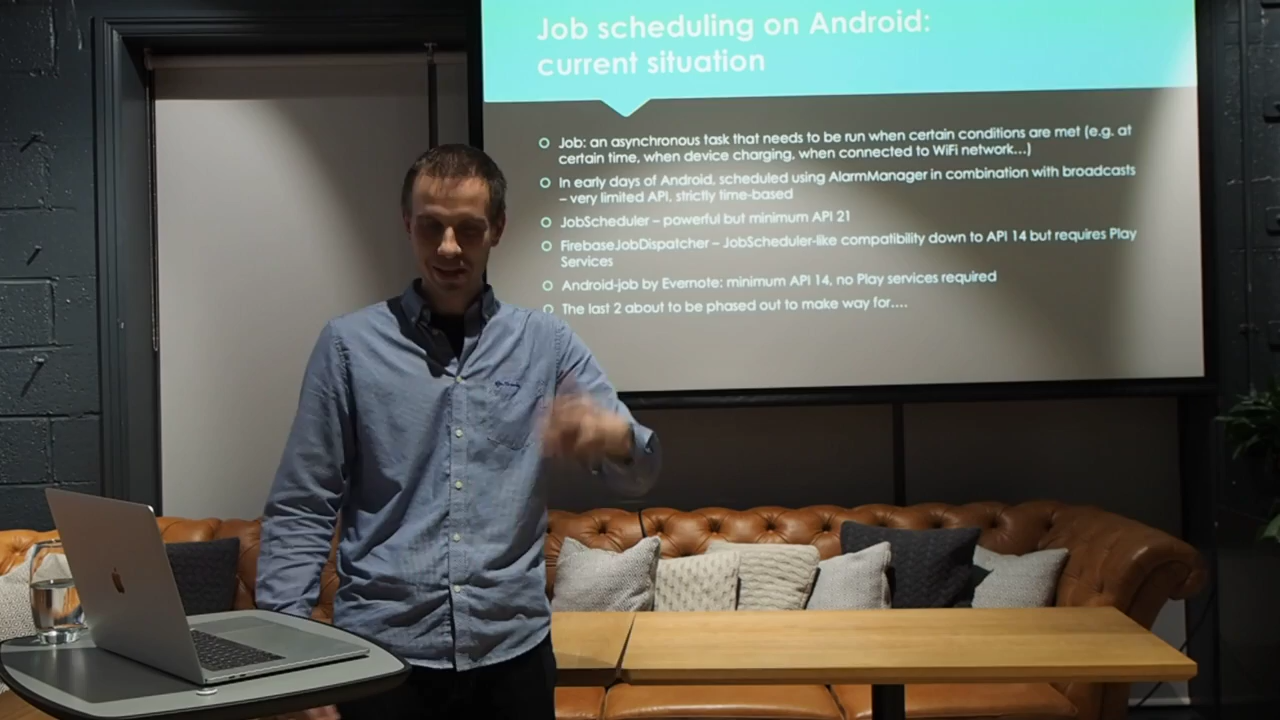 Job scheduling on Android:
current situation
Job: an asynchronous task that needs to be run when certain conditions are met (e.g. at
certain time, when device charging, when connected to WiFi network...)
In early days of Android, scheduled using AlarmManager in combination with broadcasts
– very limited API, strictly time-based
JobScheduler – powerful but minimum API 21
FirebaseJobDispatcher – JobScheduler-like compatibility down to API 14 but requires Play
Services
Android-job by Evernote: minimum API 14, no Play services required
The last 2 about to be phased out to make way for....